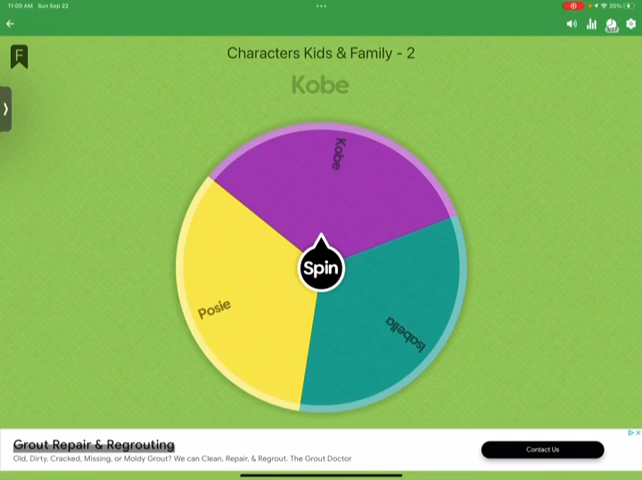 11:00 AM Sun Sep 22
20%
F
Characters Kids & Family - 2
Kobe
Kobe
Posie
Isabella
Spin
Grout Repair & Regrouting
Old, Dirty, Cracked, Missing, or Moldy Grout? We can Clean, Repair, & Regrout. The Grout Doctor
Contact Us